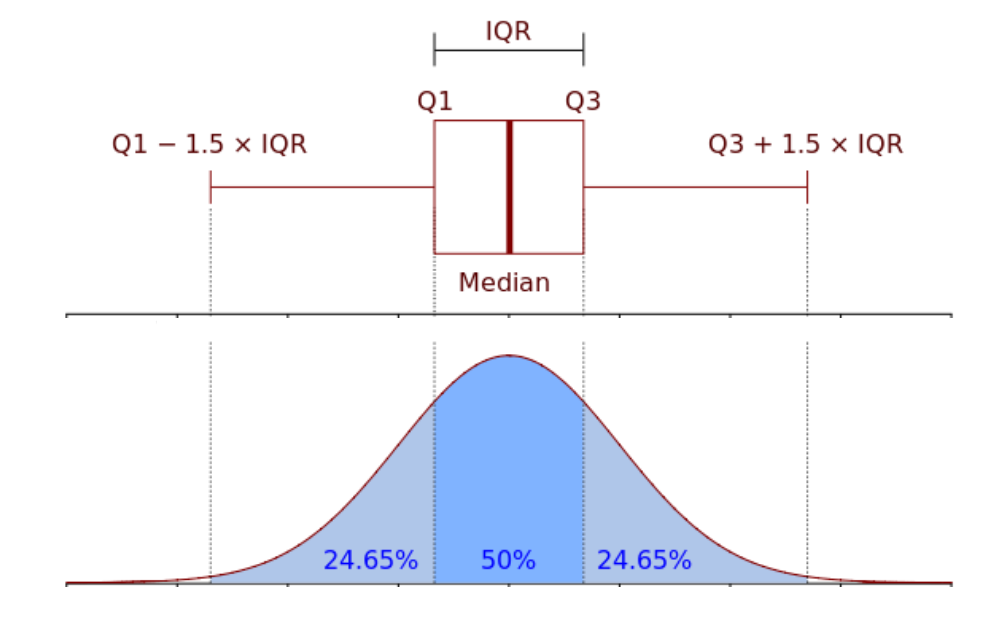 IQR
Q1
Q3
Q1 − 1.5 × IQR
Q3 + 1.5 × IQR
Median
24.65%
50%
24.65%